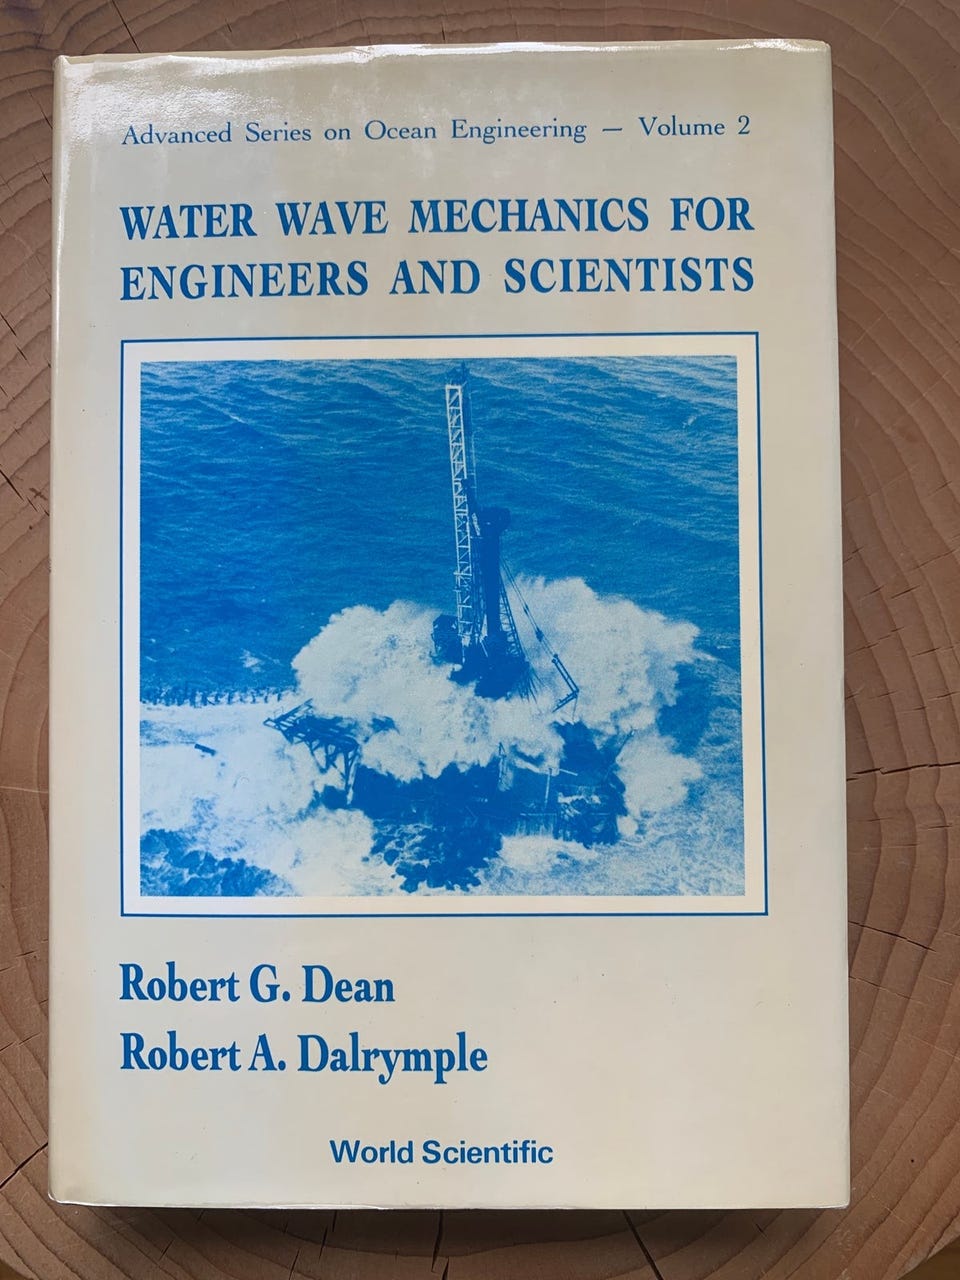 Advanced Series on Ocean Engineering — Volume 2
WATER WAVE MECHANICS FOR
ENGINEERS AND SCIENTISTS
Robert G. Dean
Robert A. Dalrymple
World Scientific